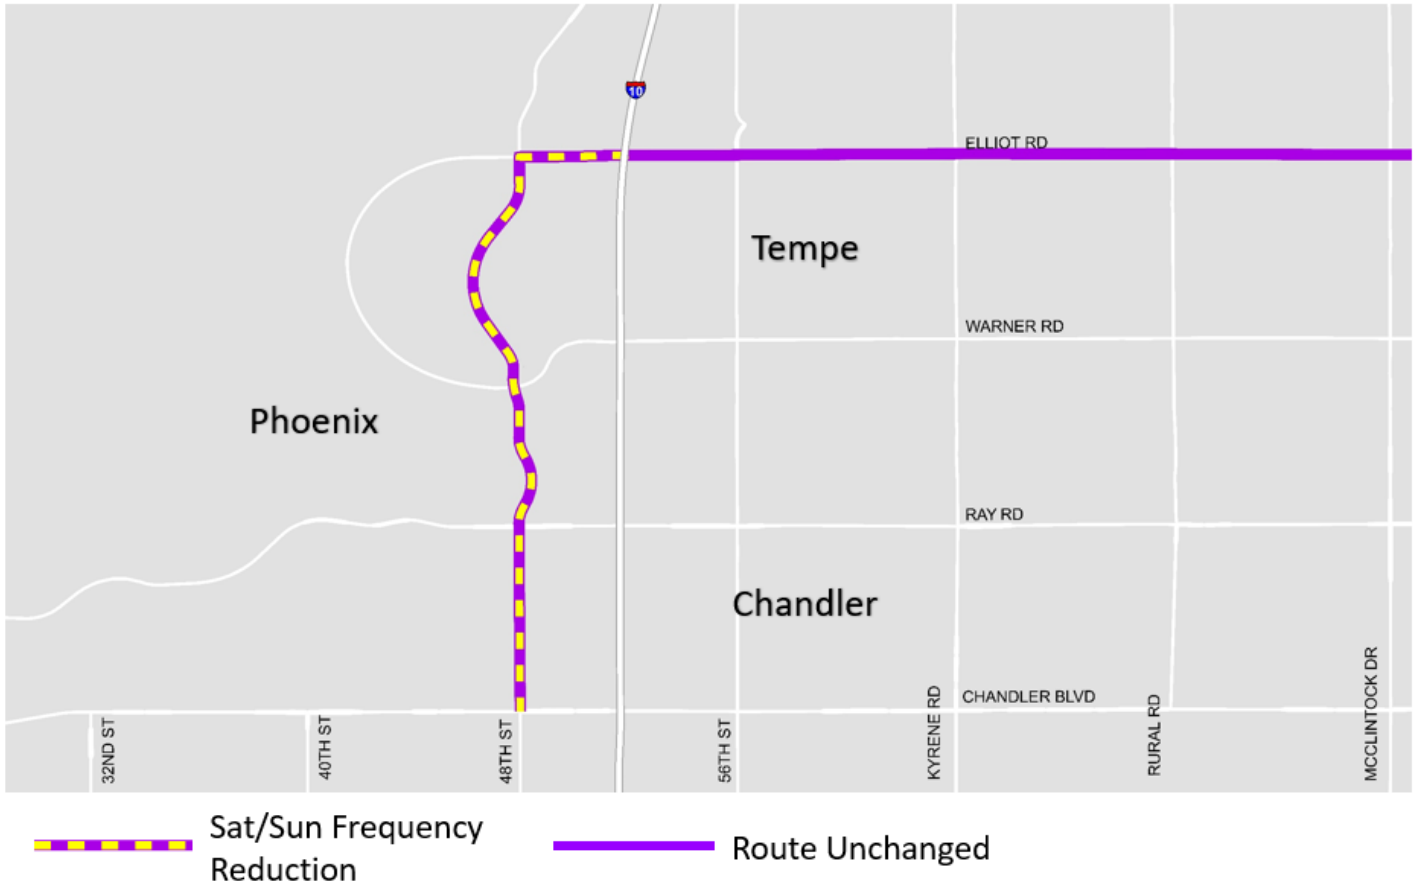 10
ELLIOT RD
Tempe
WARNER RD
Phoenix
RAY RD
Chandler
CHANDLER BLVD
32ND ST
40TH ST
48TH ST
56TH ST
KYRENE RD
RURAL RD
MCCLINTOCK DR
Sat/Sun Frequency
Reduction
Route Unchanged